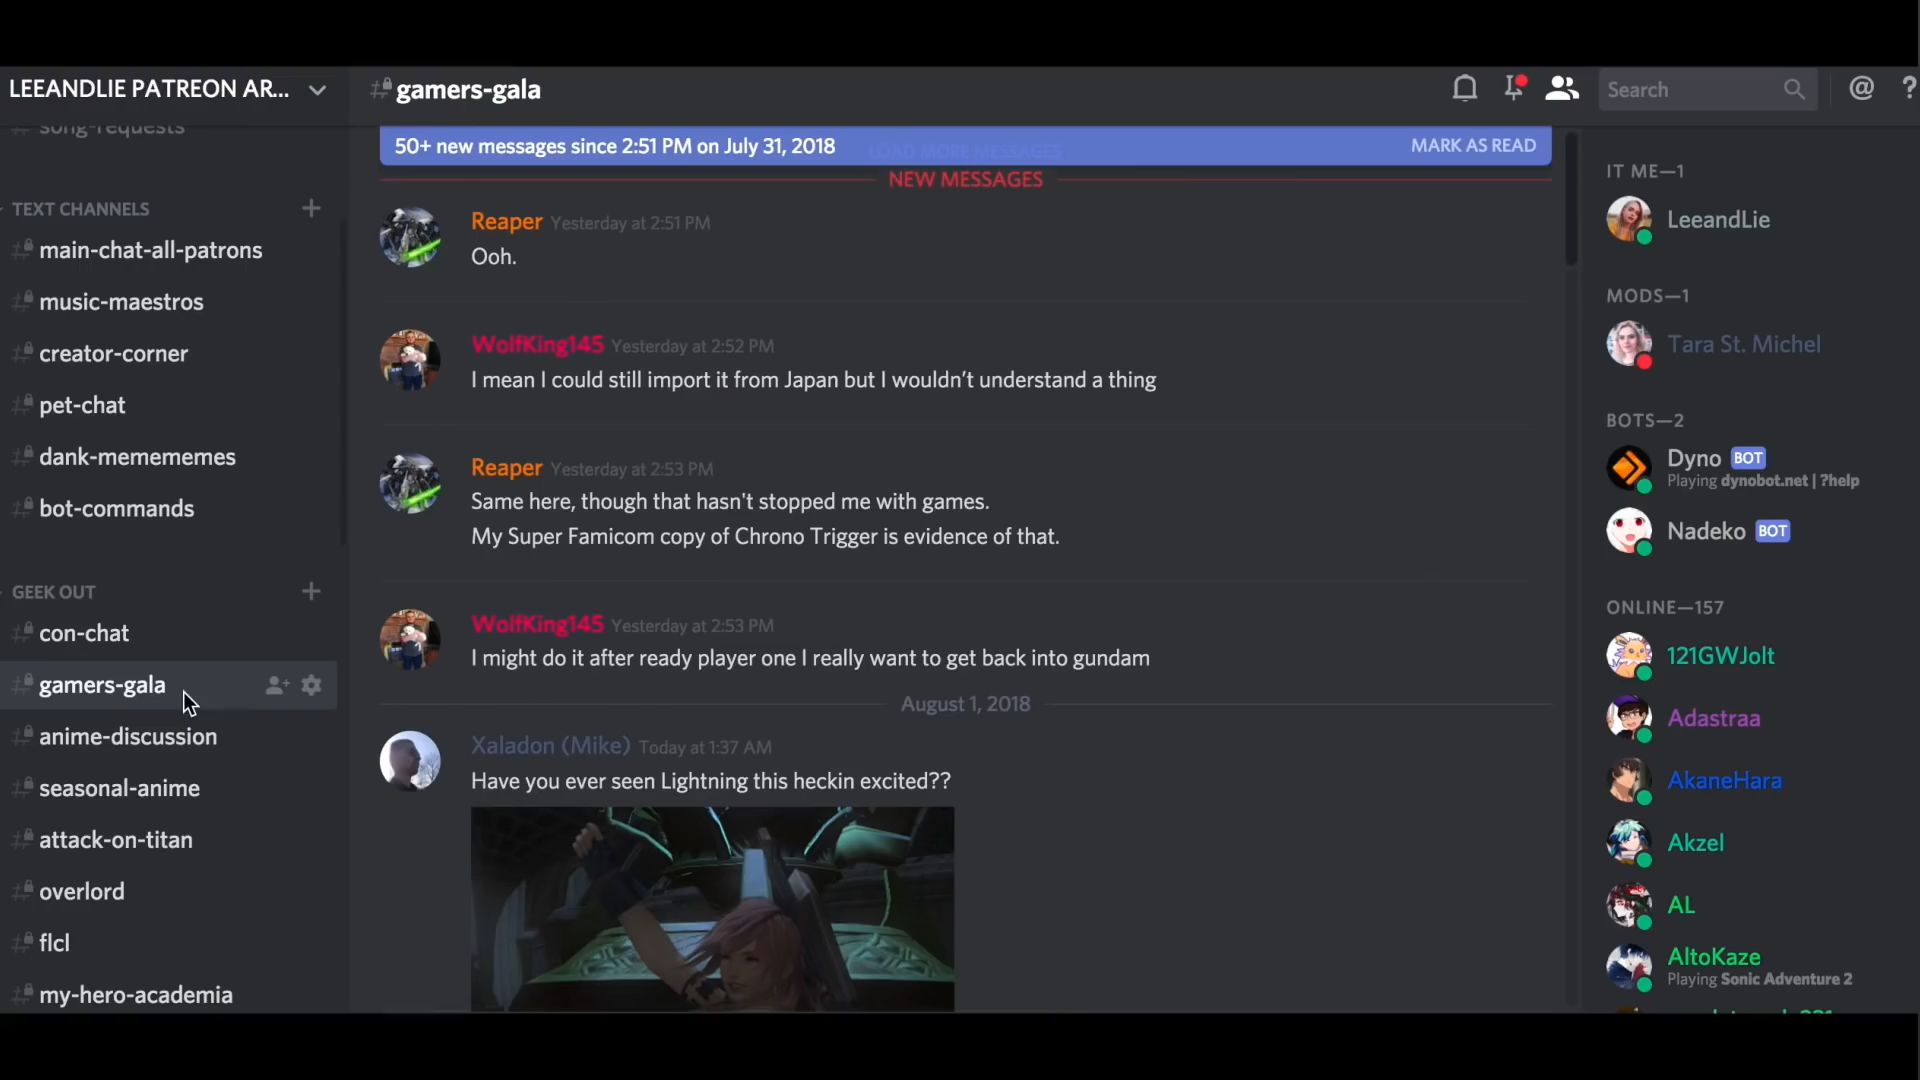 LEEANDLIE PATREON AR...
song-requests
TEXT CHANNELS
main-chat-all-patrons
music-maestros
creator-corner
pet-chat
dank-memememes
bot-commands
GEEK OUT
con-chat
gamers-gala
anime-discussion
seasonal-anime
attack-on-titan
overlord
flcl
my-hero-academia
gamers-gala
Search
50+ new messages since 2:51 PM on July 31, 2018
LOAD MORE MESSAGES
MARK AS READ
NEW MESSAGES
Reaper Yesterday at 2:51 PM
Ooh.
WolfKing145 Yesterday at 2:52 PM
I mean I could still import it from Japan but I wouldn't understand a thing
Reaper Yesterday at 2:53 PM
Same here, though that hasn't stopped me with games.
My Super Famicom copy of Chrono Trigger is evidence of that.
WolfKing145 Yesterday at 2:53 PM
I might do it after ready player one I really want to get back into gundam
August 1, 2018
Xaladon (Mike) Today at 1:37 AM
Have you ever seen Lightning this heckin excited??
IT ME—1
LeeandLie
MODS—1
Tara St. Michel
BOTS—2
Dyno BOT
Playing dynobot.net | ?help
Nadeko BOT
ONLINE—157
121GWJolt
Adastraa
AkaneHara
Akzel
AL
AltoKaze
Playing Sonic Adventure 2